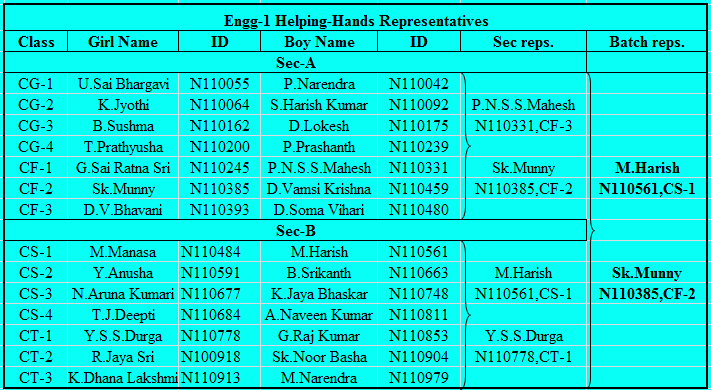 Engg-1 Helping-Hands Representatives
Class Girl Name ID Boy Name ID Sec reps. Batch reps.
Sec-A
CG-1 U.Sai Bhargavi N110055 P.Narendra N110042
CG-2 K.Jyothi N110064 S.Harish Kumar N110092 P.N.S.S.Mahesh
CG-3 B.Sushma N110162 D.Lokesh N110175 N110331,CF-3
CG-4 T.Prathyusha N110200 P.Prashanth N110239
CF-1 G.Sai Ratna Sri N110245 P.N.S.S.Mahesh N110331 Sk.Munny M.Harish
CF-2 Sk.Munny N110385 D.Vamsi Krishna N110459 N110385,CF-2 N110561,CS-1
CF-3 D.V.Bhavani N110393 D.Soma Vihari N110480
Sec-B
CS-1 M.Manasa N110484 M.Harish N110561
CS-2 Y.Anusha N110591 B.Srikanth N110663 M.Harish Sk.Munny
CS-3 N.Aruna Kumari N110677 K.Jaya Bhaskar N110748 N110561,CS-1 N110385,CF-2
CS-4 T.J.Deepti N110684 A.Naveen Kumar N110811
CT-1 Y.S.S.Durga N110778 G.Raj Kumar N110853 Y.S.S.Durga
CT-2 R.Jaya Sri N100918 Sk.Noor Basha N110904 N110778,CT-1
CT-3 K.Dhana Lakshmi N110913 M.Narendra N110979